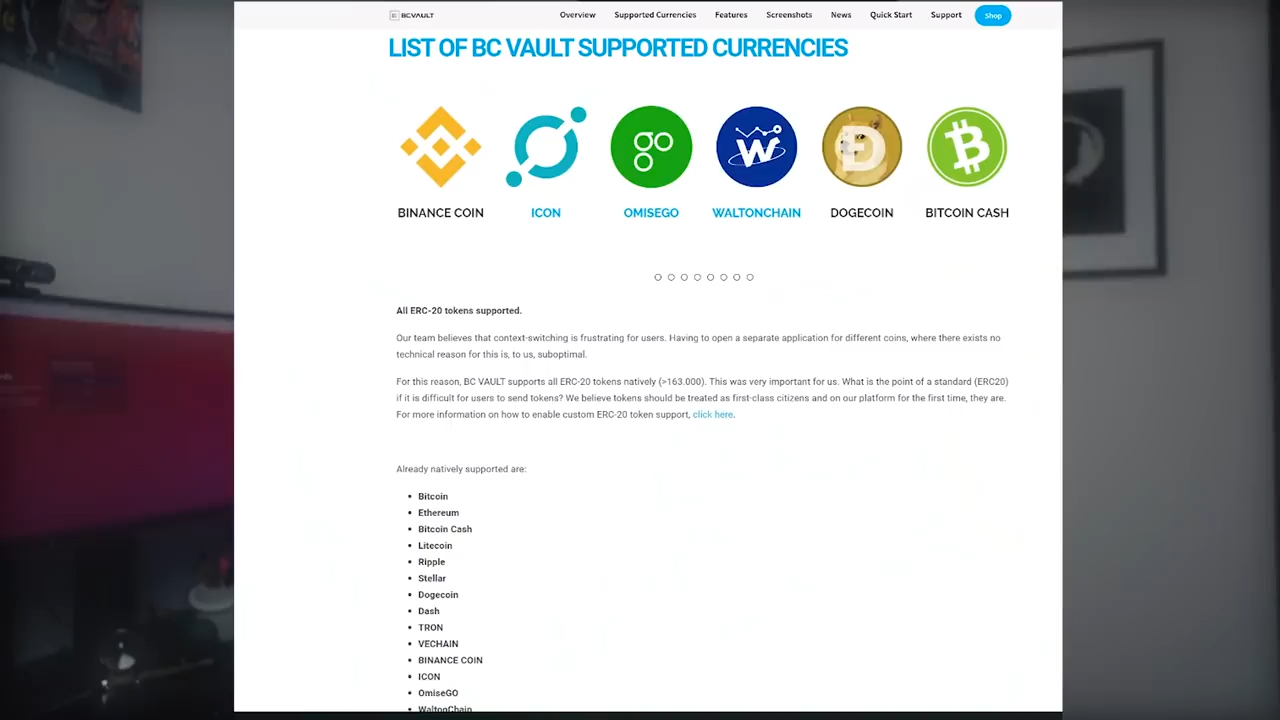 BCVAULT
Overview
Supported Currencies
Features
Screenshots
News
Quick Start
Support
Shop
LIST OF BC VAULT SUPPORTED CURRENCIES
BINANCE COIN
ICON
OMISEGO
WALTONCHAIN
DOGECOIN
BITCOIN CASH
All ERC-20 tokens supported.
Our team believes that context-switching is frustrating for users. Having to open a separate application for different coins, where there exists no
technical reason for this is, to us, suboptimal.
For this reason, BC VAULT supports all ERC-20 tokens natively (>163.000). This was very important for us. What is the point of a standard (ERC20)
if it is difficult for users to send tokens? We believe tokens should be treated as first-class citizens and on our platform for the first time, they are.
For more information on how to enable custom ERC-20 token support, click here.
Already natively supported are:
• Bitcoin
• Ethereum
• Bitcoin Cash
• Litecoin
• Ripple
• Stellar
• Dogecoin
• Dash
• TRON
• VECHAIN
• BINANCE COIN
• ICON
• OmiseGO
• WaltonChain